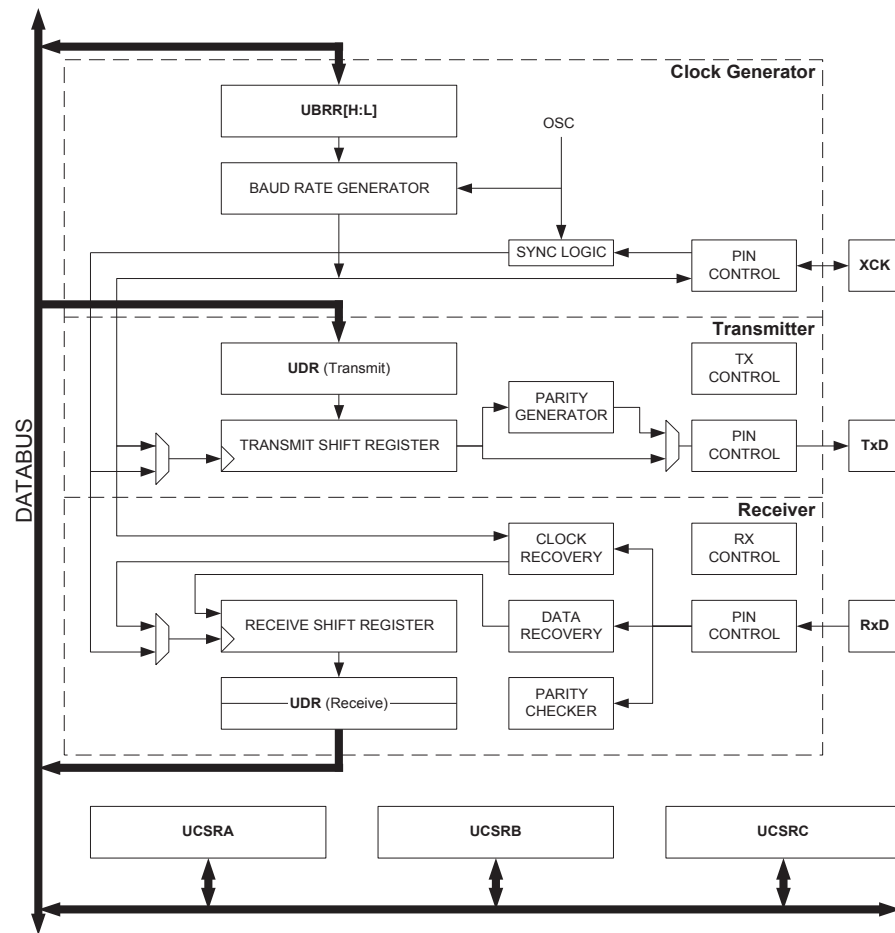 Clock Generator
UBRR[H:L]
OSC
BAUD RATE GENERATOR
SYNC LOGIC
PIN
CONTROL
XCK
Transmitter
UDR (Transmit)
TX
CONTROL
PARITY
GENERATOR
TRANSMIT SHIFT REGISTER
PIN
CONTROL
TxD
DATABUS
Receiver
CLOCK
RECOVERY
RX
CONTROL
RECEIVE SHIFT REGISTER
DATA
RECOVERY
PIN
CONTROL
RxD
UDR (Receive)
PARITY
CHECKER
UCSRA
UCSRB
UCSRC